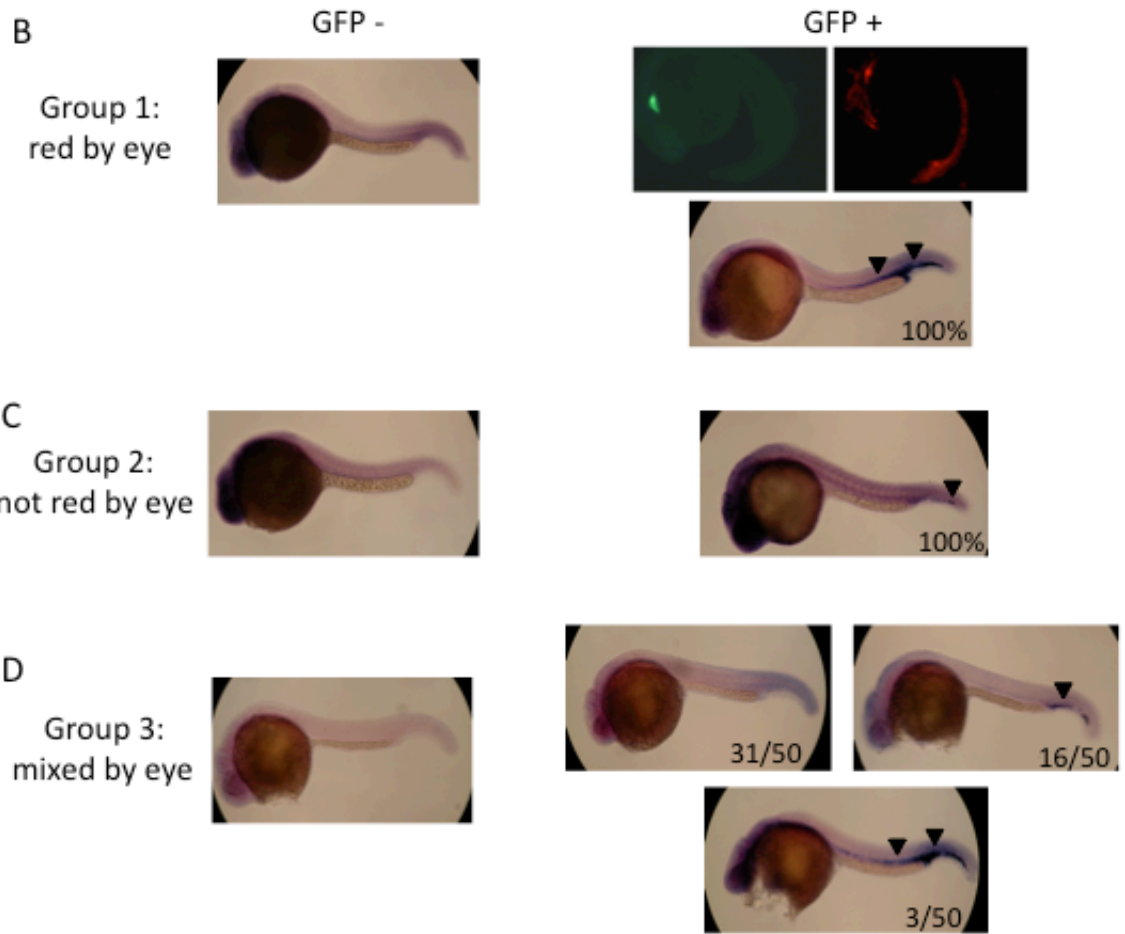 B
GFP -
GFP +
Group 1:
red by eye
100%
C
Group 2:
not red by eye
100%
D
Group 3:
mixed by eye
31/50
16/50
3/50